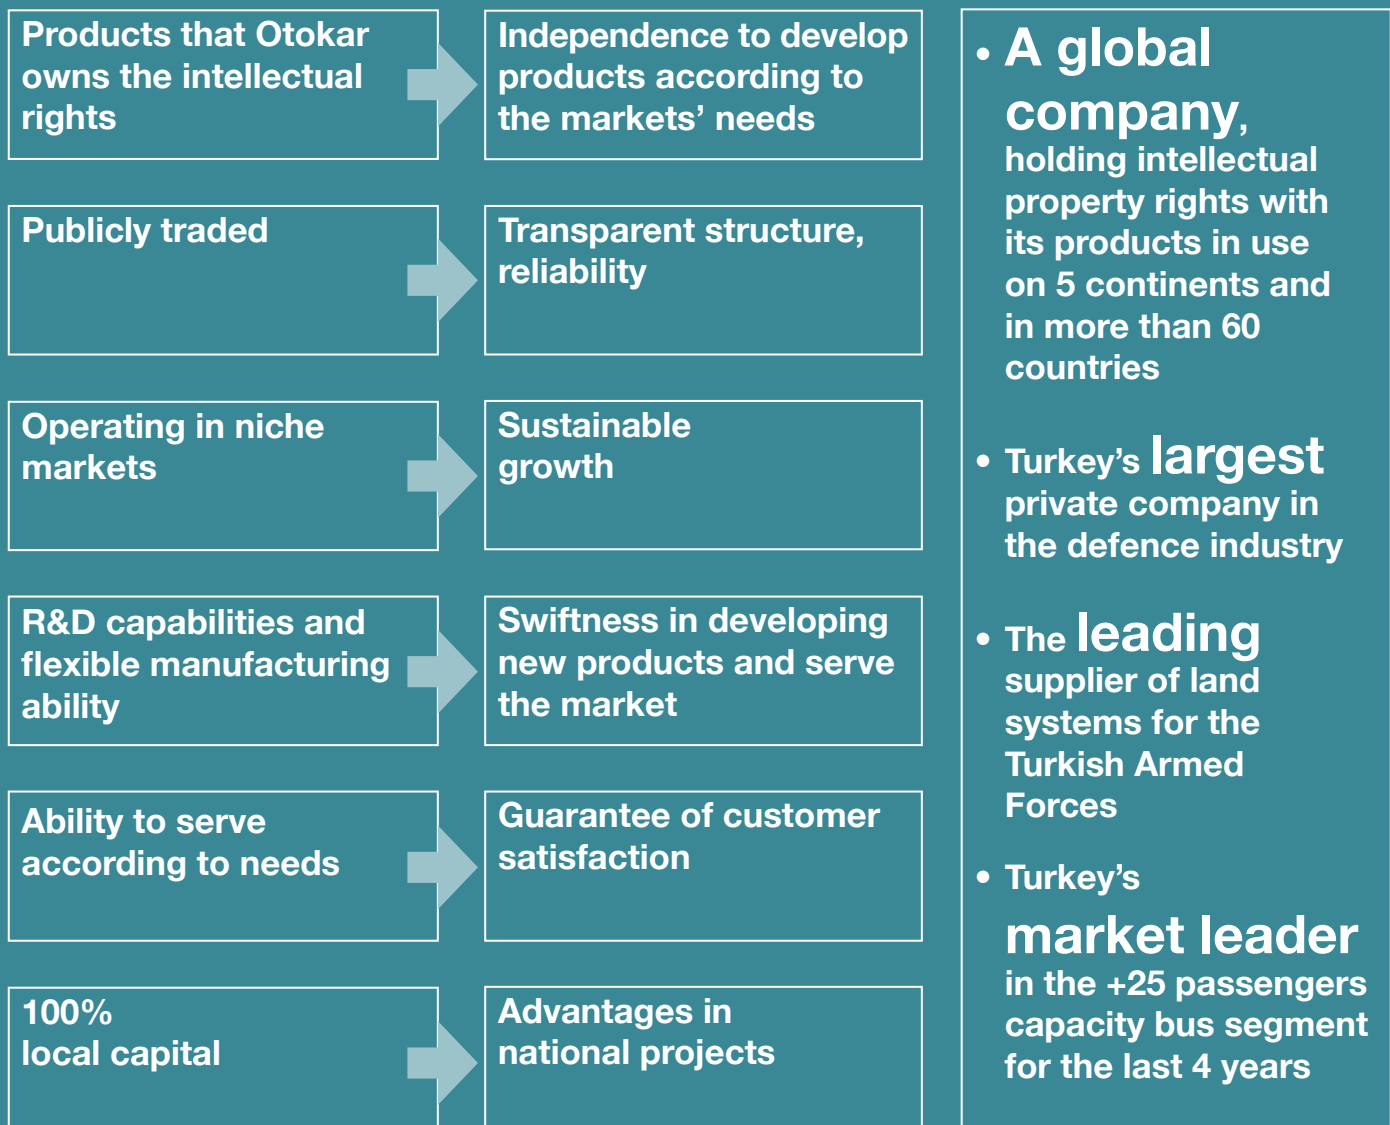 Products that Otokar
owns the intellectual
rights
Independence to develop
products according to
the markets’ needs
Publicly traded
Transparent structure,
reliability
Operating in niche
markets
Sustainable
growth
R&D capabilities and
flexible manufacturing
ability
Swiftness in developing
new products and serve
the market
Ability to serve
according to needs
Guarantee of customer
satisfaction
100%
local capital
Advantages in
national projects
• A global
company,
holding intellectual
property rights with
its products in use
on 5 continents and
in more than 60
countries
• Turkey’s largest
private company in
the defence industry
• The leading
supplier of land
systems for the
Turkish Armed
Forces
• Turkey’s
market leader
in the +25 passengers
capacity bus segment
for the last 4 years